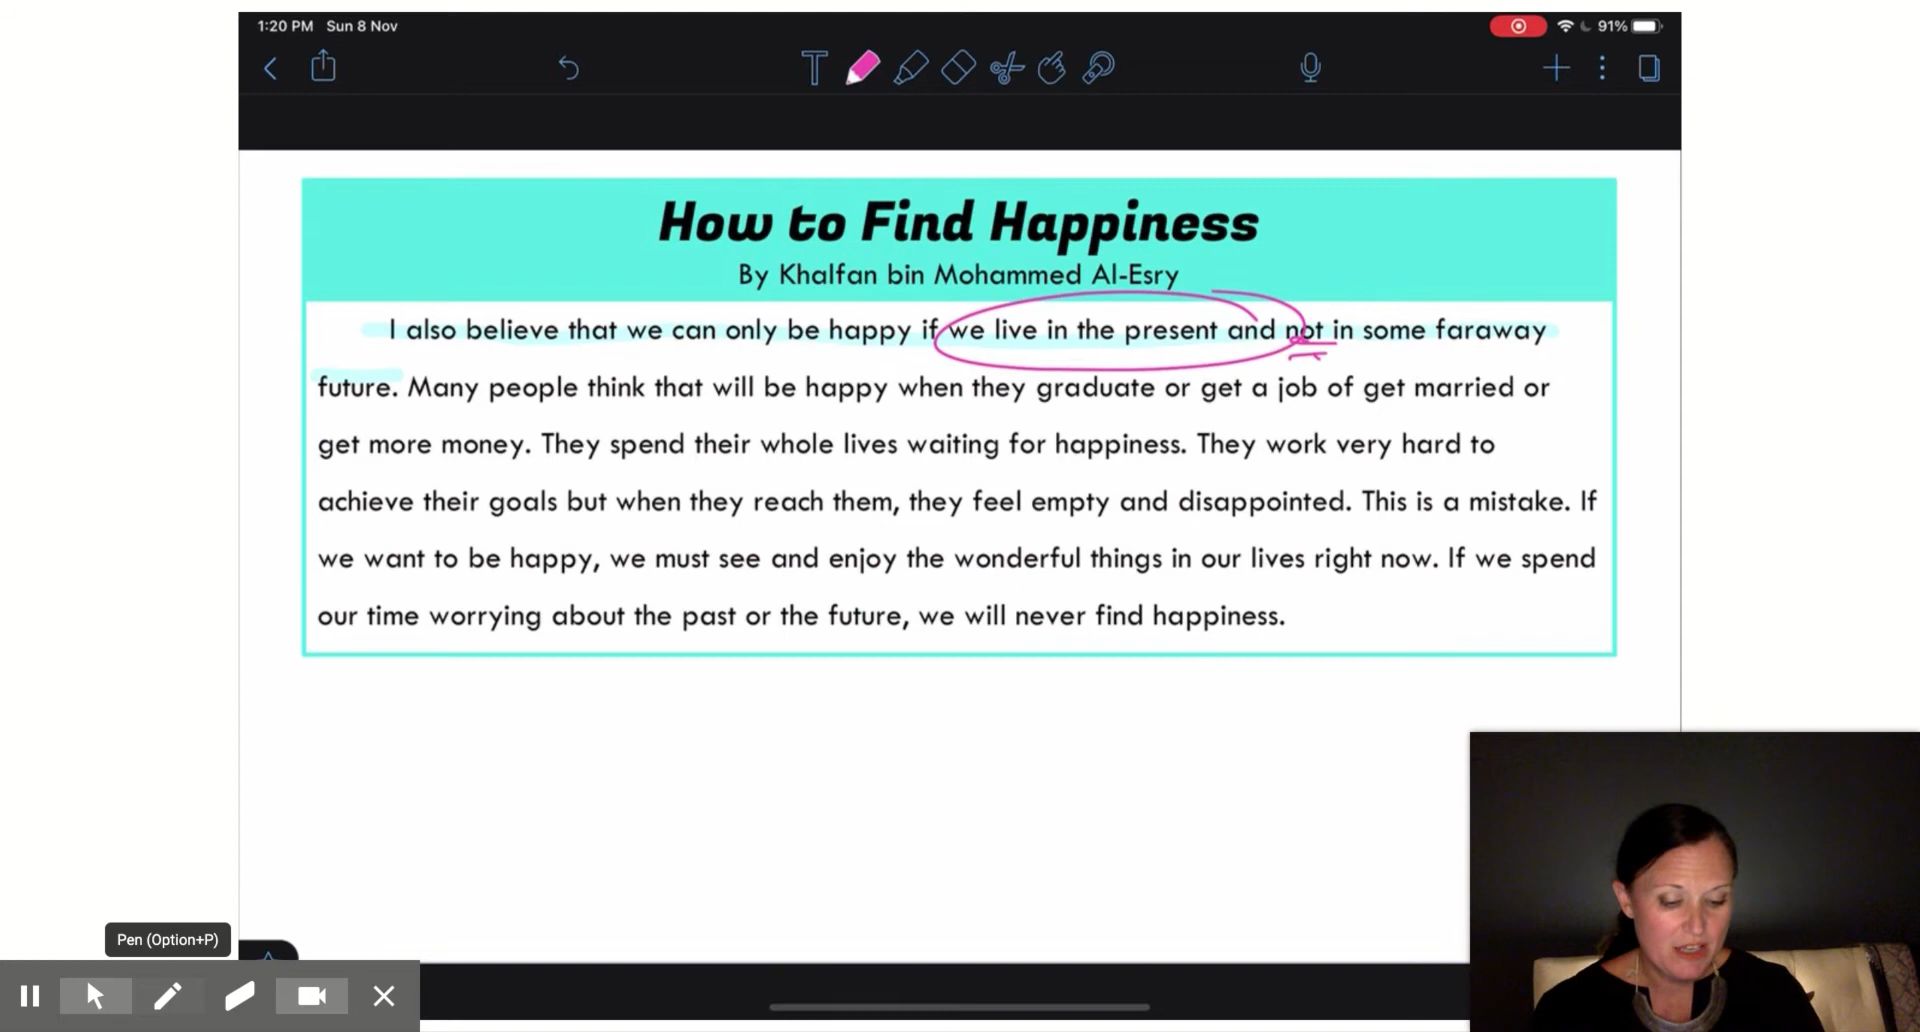 1:20 PM Sun 8 Nov
91%
T
How to Find Happiness
By Khalfan bin Mohammed Al-Esry
I also believe that we can only be happy if we live in the present and not in some faraway
future. Many people think that will be happy when they graduate or get a job of get married or
get more money. They spend their whole lives waiting for happiness. They work very hard to
achieve their goals but when they reach them, they feel empty and disappointed. This is a mistake. If
we want to be happy, we must see and enjoy the wonderful things in our lives right now. If we spend
our time worrying about the past or the future, we will never find happiness.
Pen (Option+P)